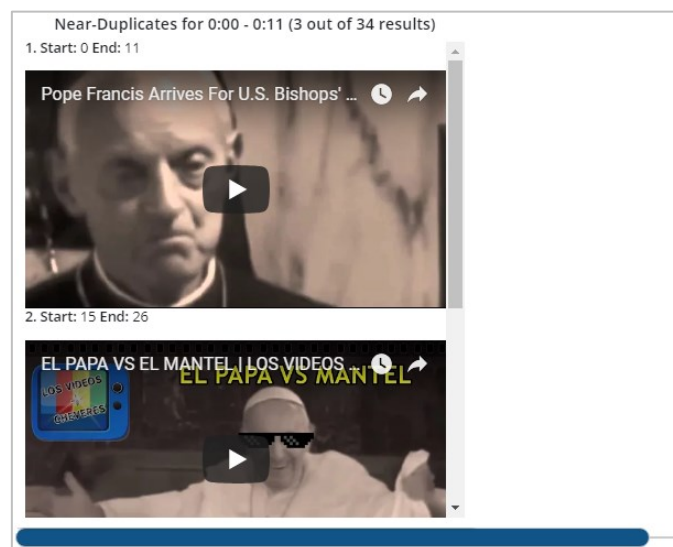 Near-Duplicates for 0:00 - 0:11 (3 out of 34 results)
1. Start: 0 End: 11
Pope Francis Arrives For U.S. Bishops' ...
2. Start: 15 End: 26
EL PAPA VS EL MANTEL | LOS VIDEOS ...
EL PAPA VS MANTEL
LOS VIDEOS
CHEVERES